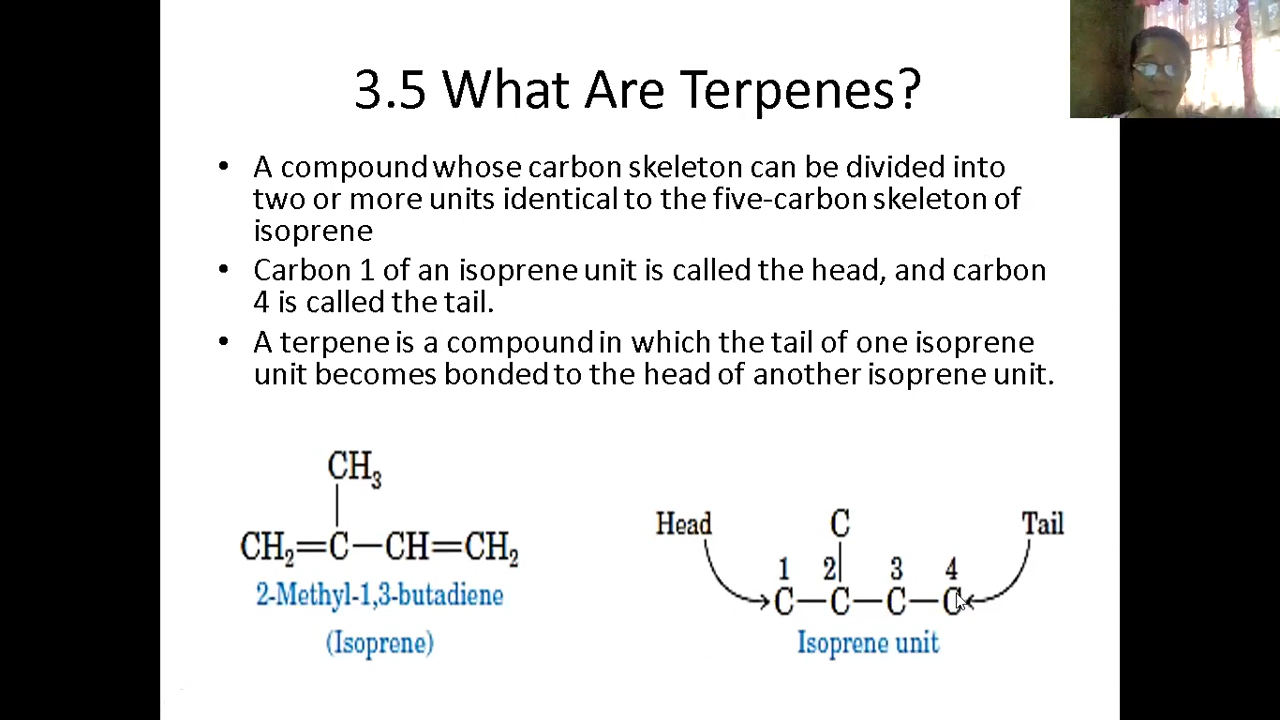 3.5 What Are Terpenes?
• A compound whose carbon skeleton can be divided into
two or more units identical to the five-carbon skeleton of
isoprene
• Carbon 1 of an isoprene unit is called the head, and carbon
4 is called the tail.
• A terpene is a compound in which the tail of one isoprene
unit becomes bonded to the head of another isoprene unit.
CH₃
CH₂=C—CH=CH₂
2-Methyl-1,3-butadiene
(Isoprene)
Head C Tail
1 2 3 4
C—C—C—C
Isoprene unit